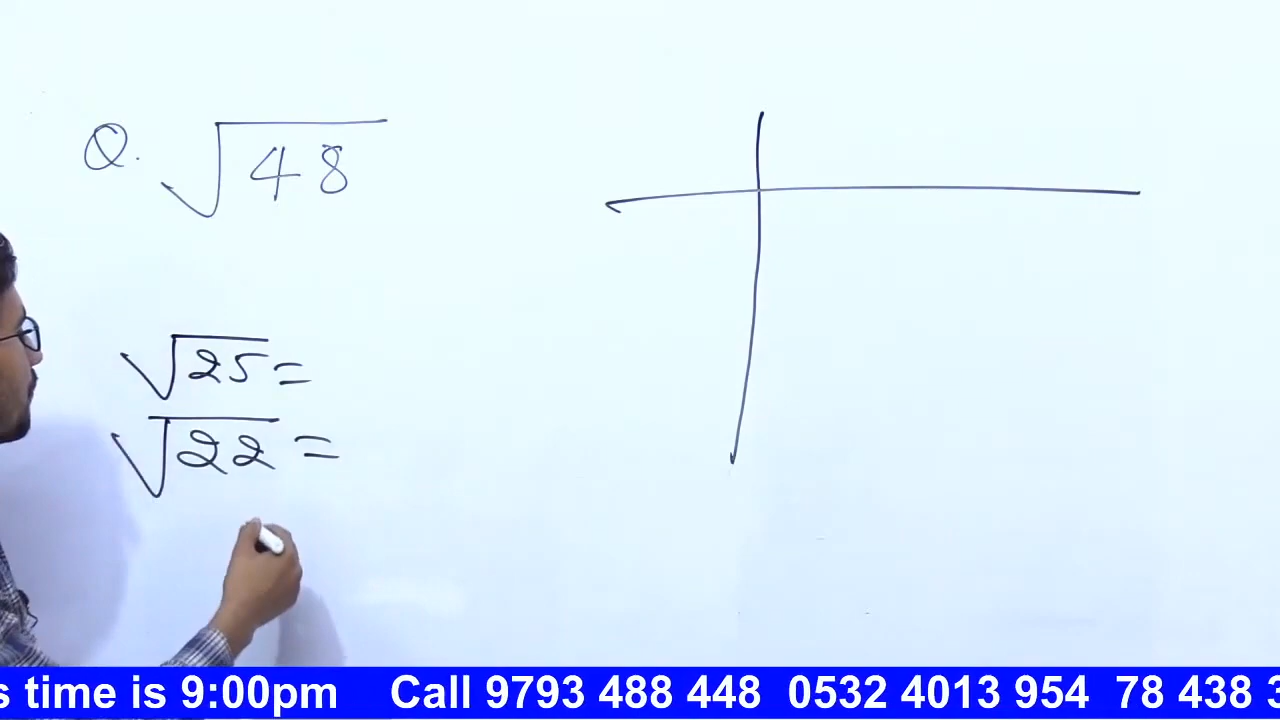 Q. √48
√25 =
√22 =
s time is 9:00pm Call 9793 488 448 0532 4013 954 78 438 3